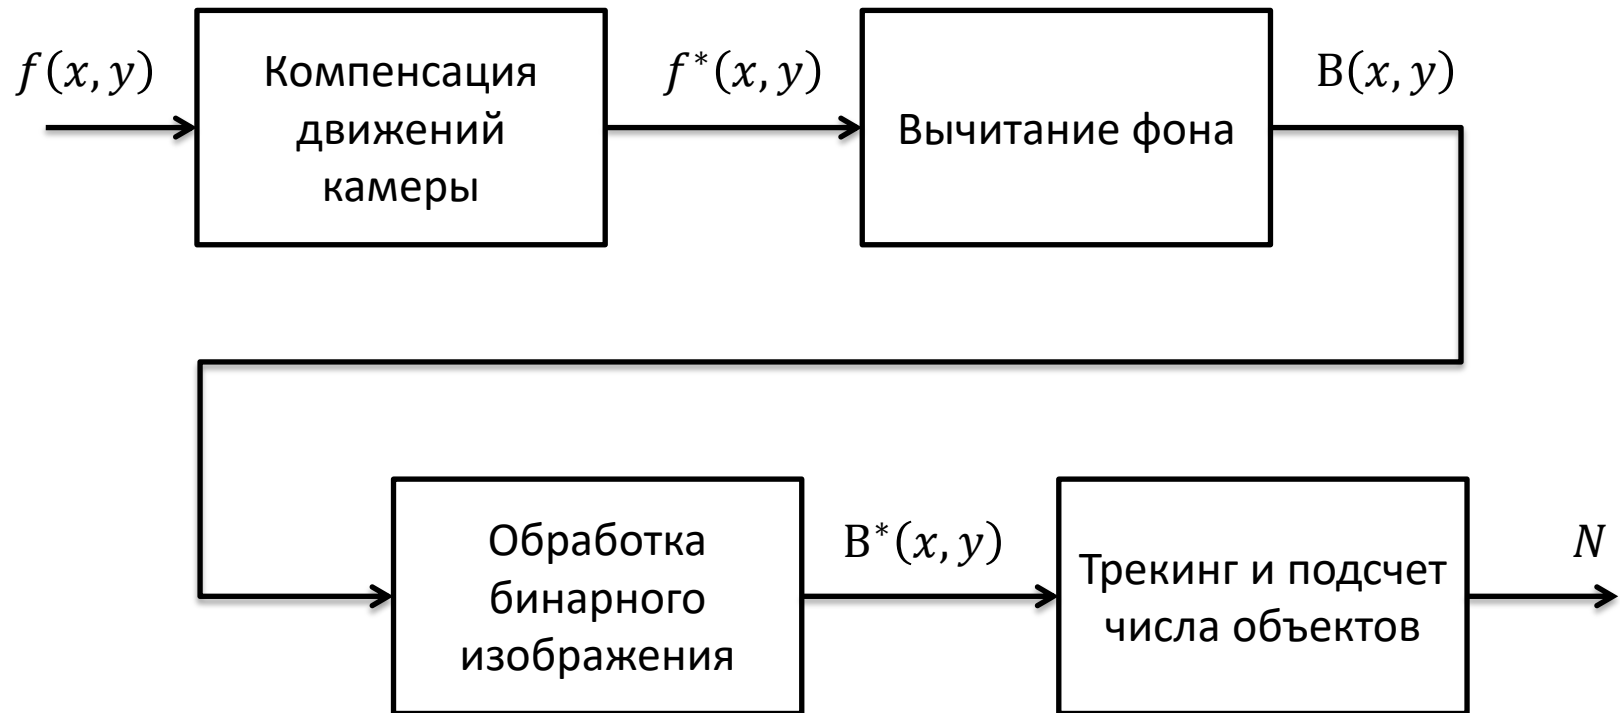 f(x, y)
Компенсация
движений
камеры
f*(x, y)
Вычитание фона
B(x, y)
Обработка
бинарного
изображения
B*(x, y)
Трекинг и подсчет
числа объектов
N